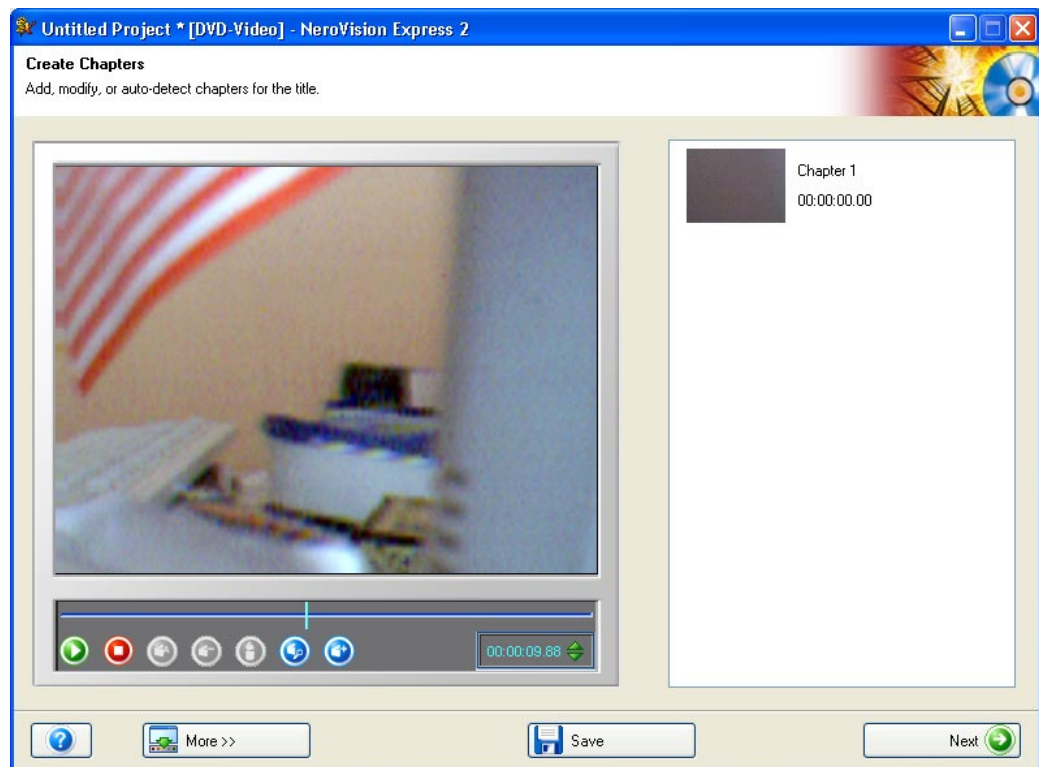 Untitled Project * [DVD-Video] - NeroVision Express 2
Create Chapters
Add, modify, or auto-detect chapters for the title.
Chapter 1
00:00:00.00
00:00:09.88
More >>
Save
Next